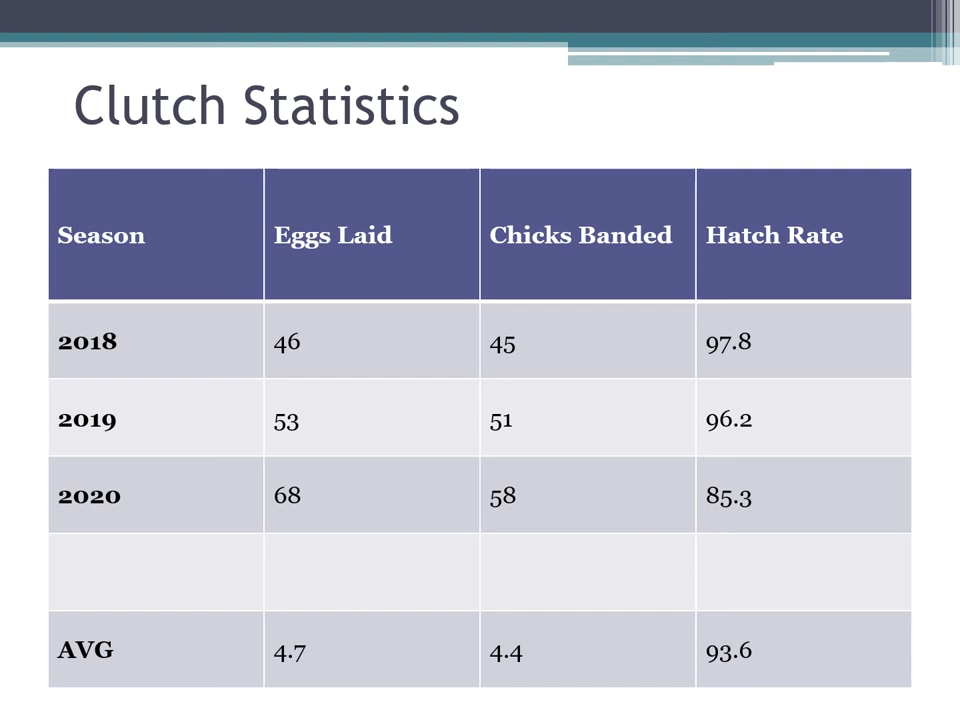 Clutch Statistics
Season Eggs Laid Chicks Banded Hatch Rate
2018 46 45 97.8
2019 53 51 96.2
2020 68 58 85.3
AVG 4.7 4.4 93.6